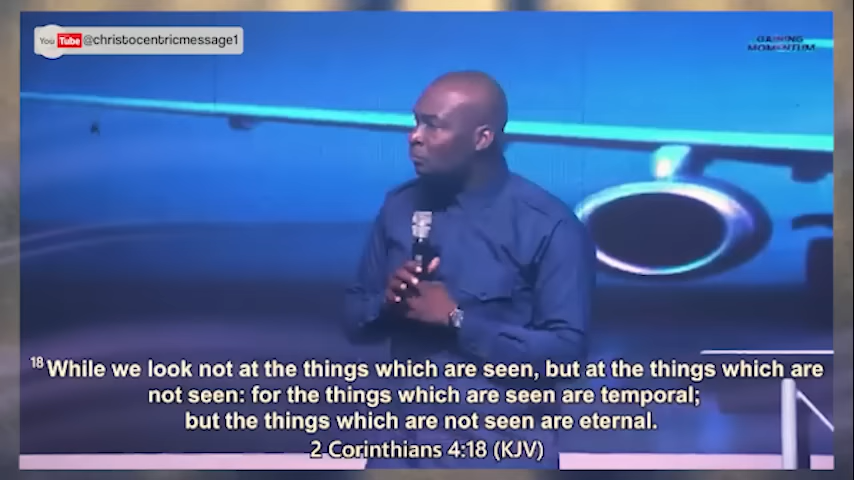 You Tube @christocentricmessage1
GAINING
MOMENTUM
18 While we look not at the things which are seen, but at the things which are
not seen: for the things which are seen are temporal;
but the things which are not seen are eternal.
2 Corinthians 4:18 (KJV)